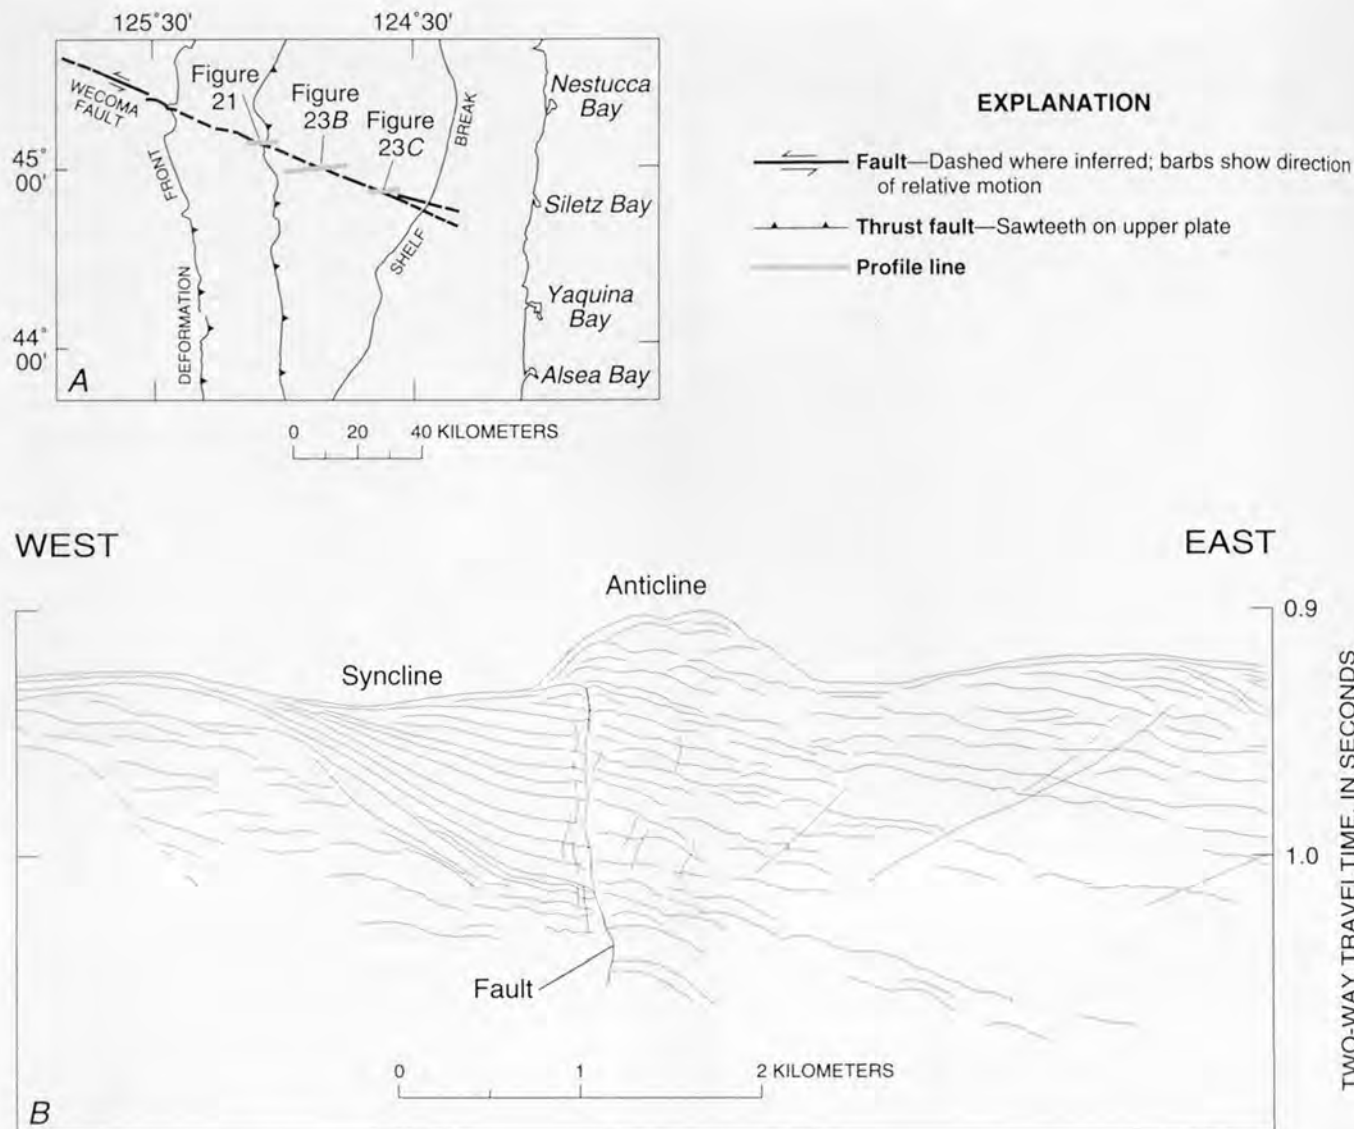 125°30'
124°30'
WECOMA
FAULT
Figure
21
Figure
23B
Figure
23C
BREAK
Nestucca
Bay
45°
00'
FRONT
Siletz Bay
SHELF
DEFORMATION
Yaquina
Bay
44°
00'
Alsea Bay
A
0 20 40 KILOMETERS
EXPLANATION
Fault—Dashed where inferred; barbs show direction
of relative motion
Thrust fault—Sawteeth on upper plate
Profile line
WEST
EAST
Anticline
0.9
Syncline
1.0
TWO-WAY TRAVELTIME, IN SECONDS
Fault
0 1 2 KILOMETERS
B